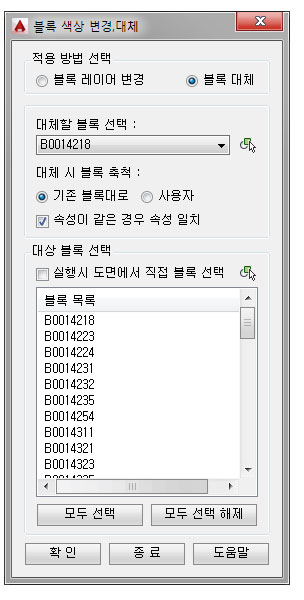 블록 색상 변경,대체
적용 방법 선택
블록 레이어 변경 블록 대체
대체할 블록 선택 :
B0014218
대체 시 블록 축척 :
기존 블록대로 사용자
속성이 같은 경우 속성 일치
대상 블록 선택
실행시 도면에서 직접 블록 선택
블록 목록
B0014218
B0014223
B0014224
B0014231
B0014232
B0014235
B0014254
B0014311
B0014321
B0014323
모두 선택 모두 선택 해제
확 인 종 료 도움말